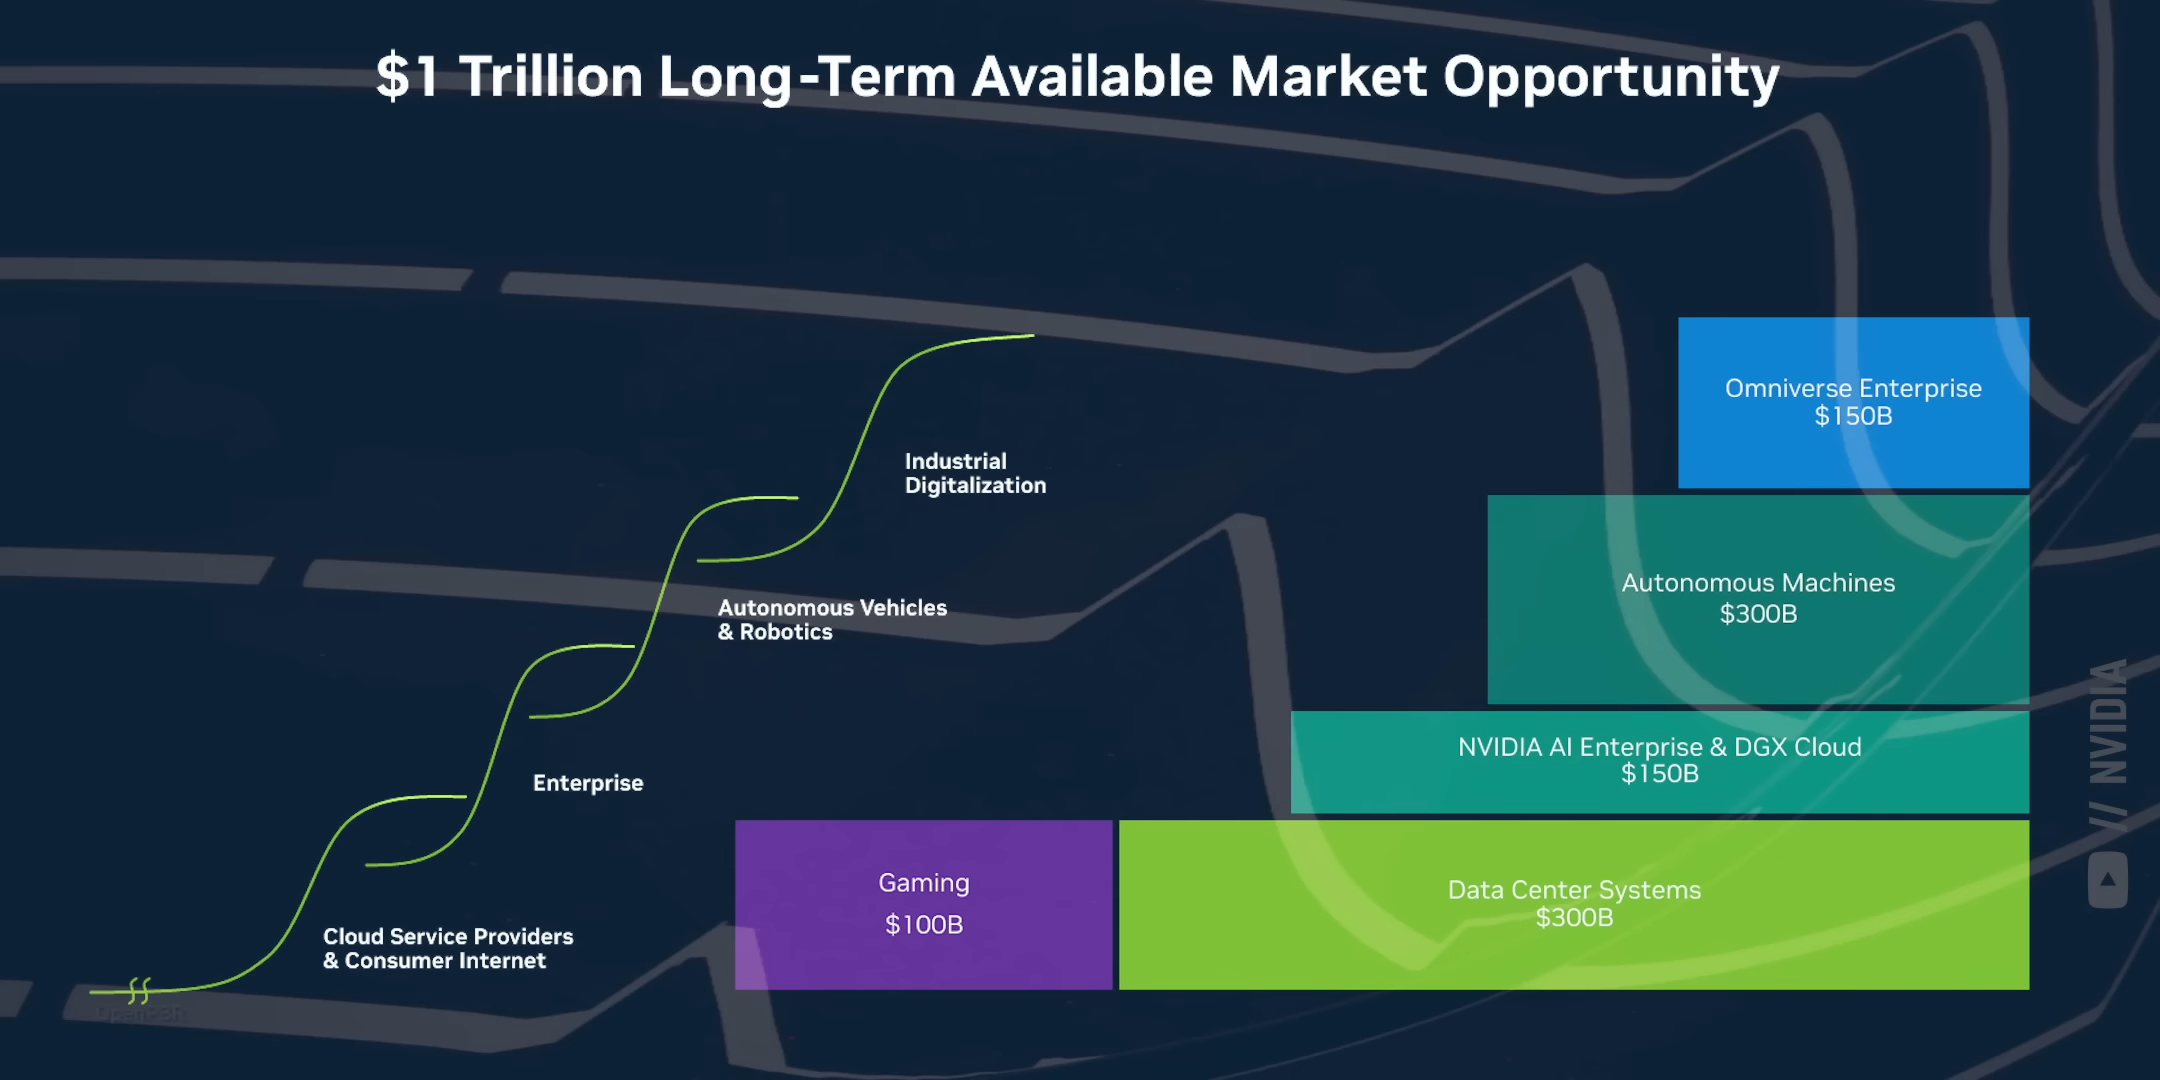 $1 Trillion Long-Term Available Market Opportunity
Industrial
Digitalization
Autonomous Vehicles
& Robotics
Enterprise
Cloud Service Providers
& Consumer Internet
Omniverse Enterprise
$150B
Autonomous Machines
$300B
NVIDIA AI Enterprise & DGX Cloud
$150B
Gaming
$100B
Data Center Systems
$300B
// NVIDIA